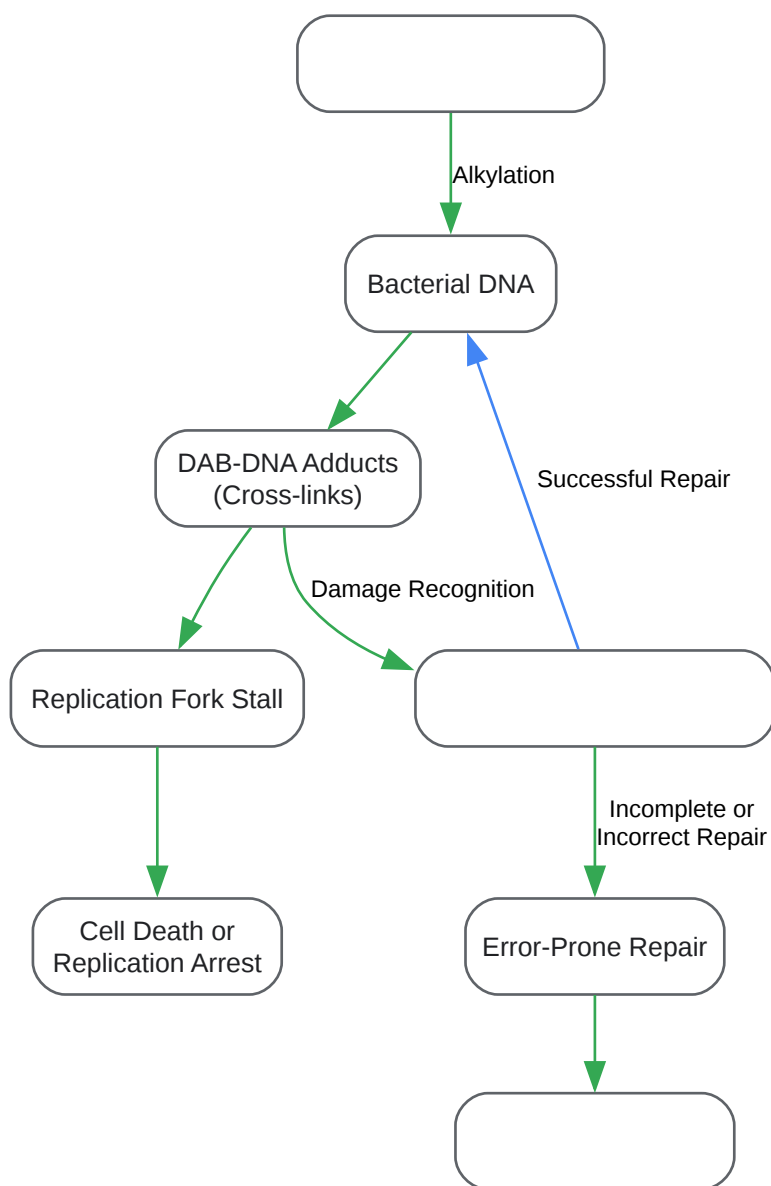 Alkylation
Bacterial DNA
DAB-DNA Adducts
(Cross-links)
Successful Repair
Damage Recognition
Replication Fork Stall
Incomplete or
Incorrect Repair
Cell Death or
Replication Arrest
Error-Prone Repair